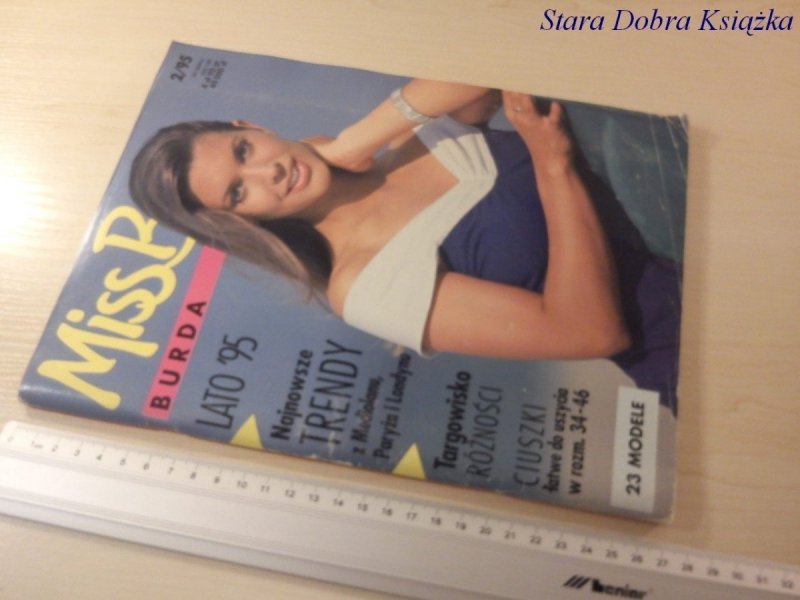 Stara Dobra Książka
2/95
Miss B
BURDA
LATO '95
Najnowsze
TRENDY
z Mediolanu,
Paryża i Londynu
Targowisko
RÓŻNOŚCI
CIUSZKI
łatwe do uszycia
w rozm. 34-46
23 MODELE
0 1 2 3 4 5 6 7 8 9 10 11 12 13 14 15 16 17 18 19 20 21 22 23 24 25 26 27 28 29 30 31 32